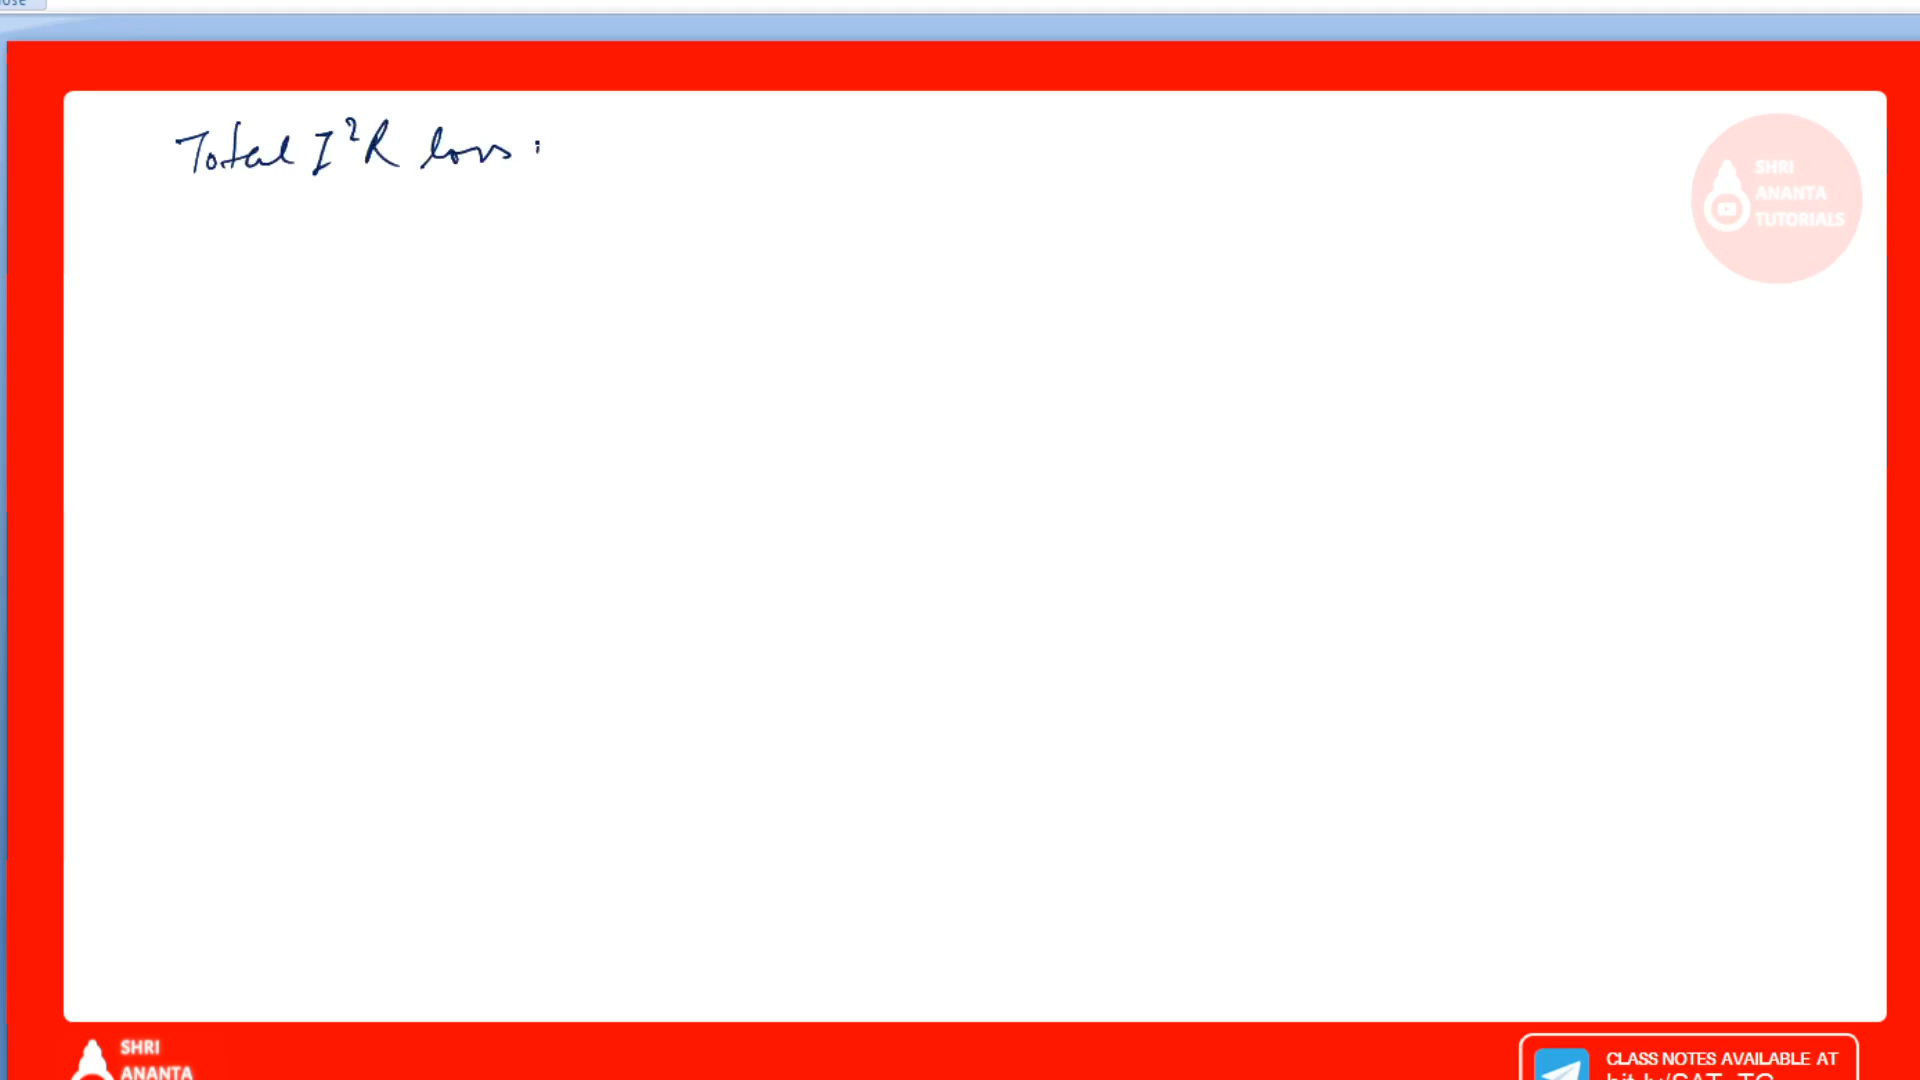 Total I²R loss :
SHRI
ANANTA
TUTORIALS
SHRI
ANANTA
CLASS NOTES AVAILABLE AT